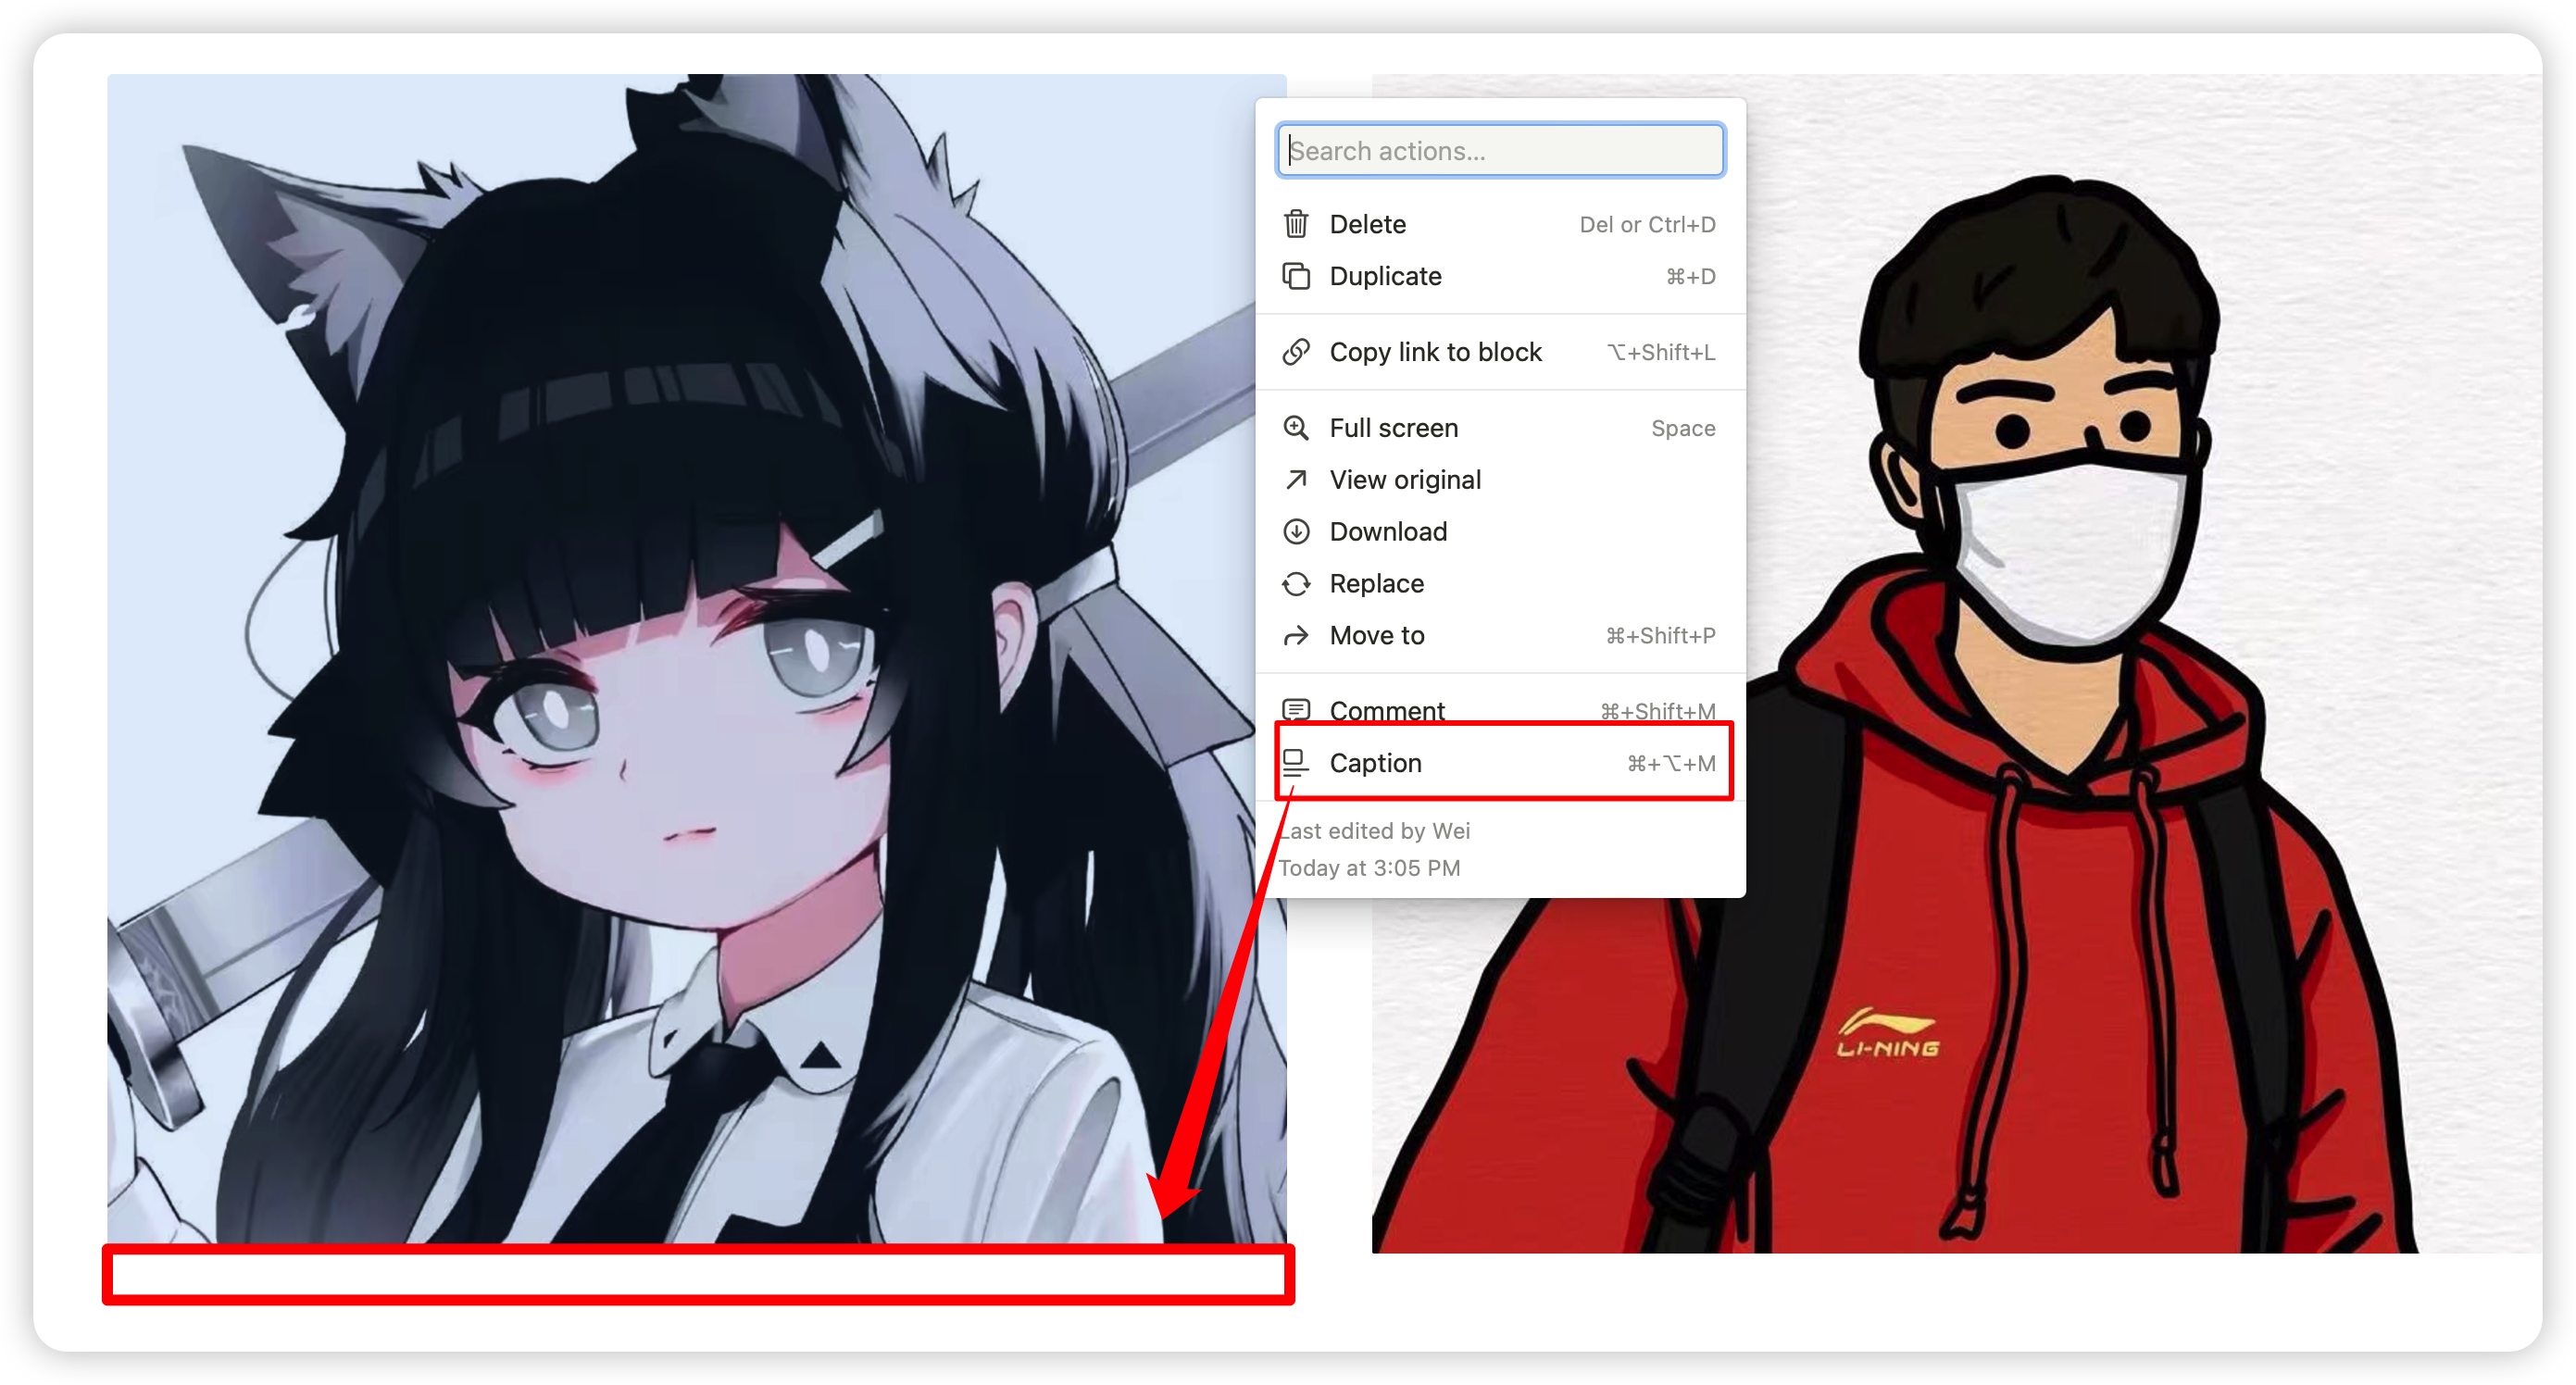 Search actions...
Delete Del or Ctrl+D
Duplicate ⌘+D
Copy link to block ⌥+Shift+L
Full screen Space
View original
Download
Replace
Move to ⌘+Shift+P
Comment ⌘+Shift+M
Caption ⌘+⌥+M
Last edited by Wei
Today at 3:05 PM
LI-NING